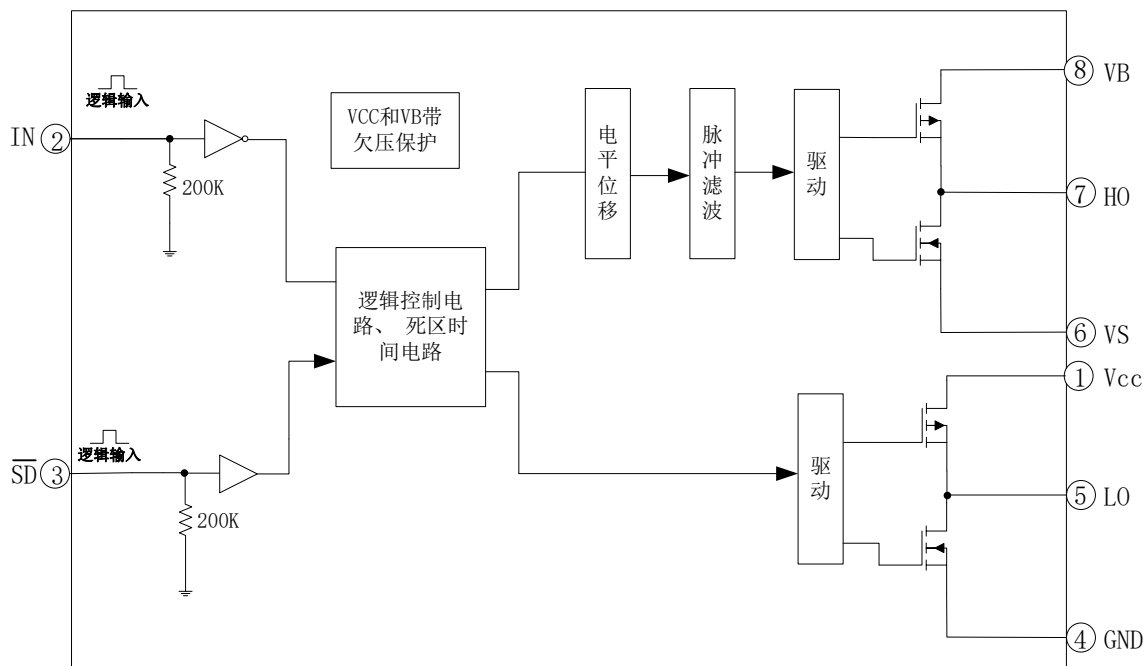 逻辑输入
IN ②
200K
VCC和VB带
欠压保护
电平位移
脉冲滤波
驱动
⑧ VB
⑦ HO
⑥ VS
逻辑控制电
路、 死区时
间电路
① Vcc
逻辑输入
S̅D̅ ③
200K
驱动
⑤ LO
④ GND